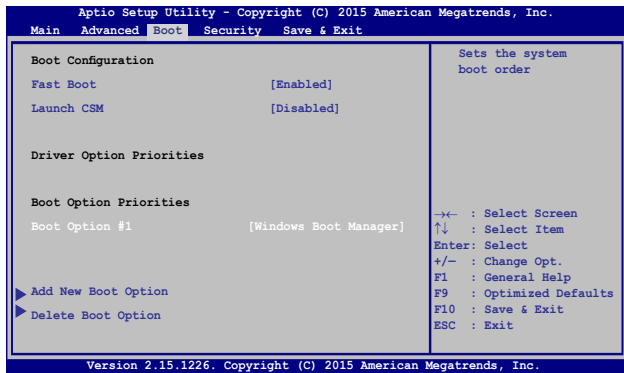 Aptio Setup Utility - Copyright (C) 2015 American Megatrends, Inc.
Main Advanced Boot Security Save & Exit
Boot Configuration
Fast Boot [Enabled]
Launch CSM [Disabled]
Driver Option Priorities
Boot Option Priorities
Boot Option #1 [Windows Boot Manager]
Add New Boot Option
Delete Boot Option
Sets the system
boot order
→← : Select Screen
↑↓ : Select Item
Enter: Select
+/— : Change Opt.
F1 : General Help
F9 : Optimized Defaults
F10 : Save & Exit
ESC : Exit
Version 2.15.1226. Copyright (C) 2015 American Megatrends, Inc.